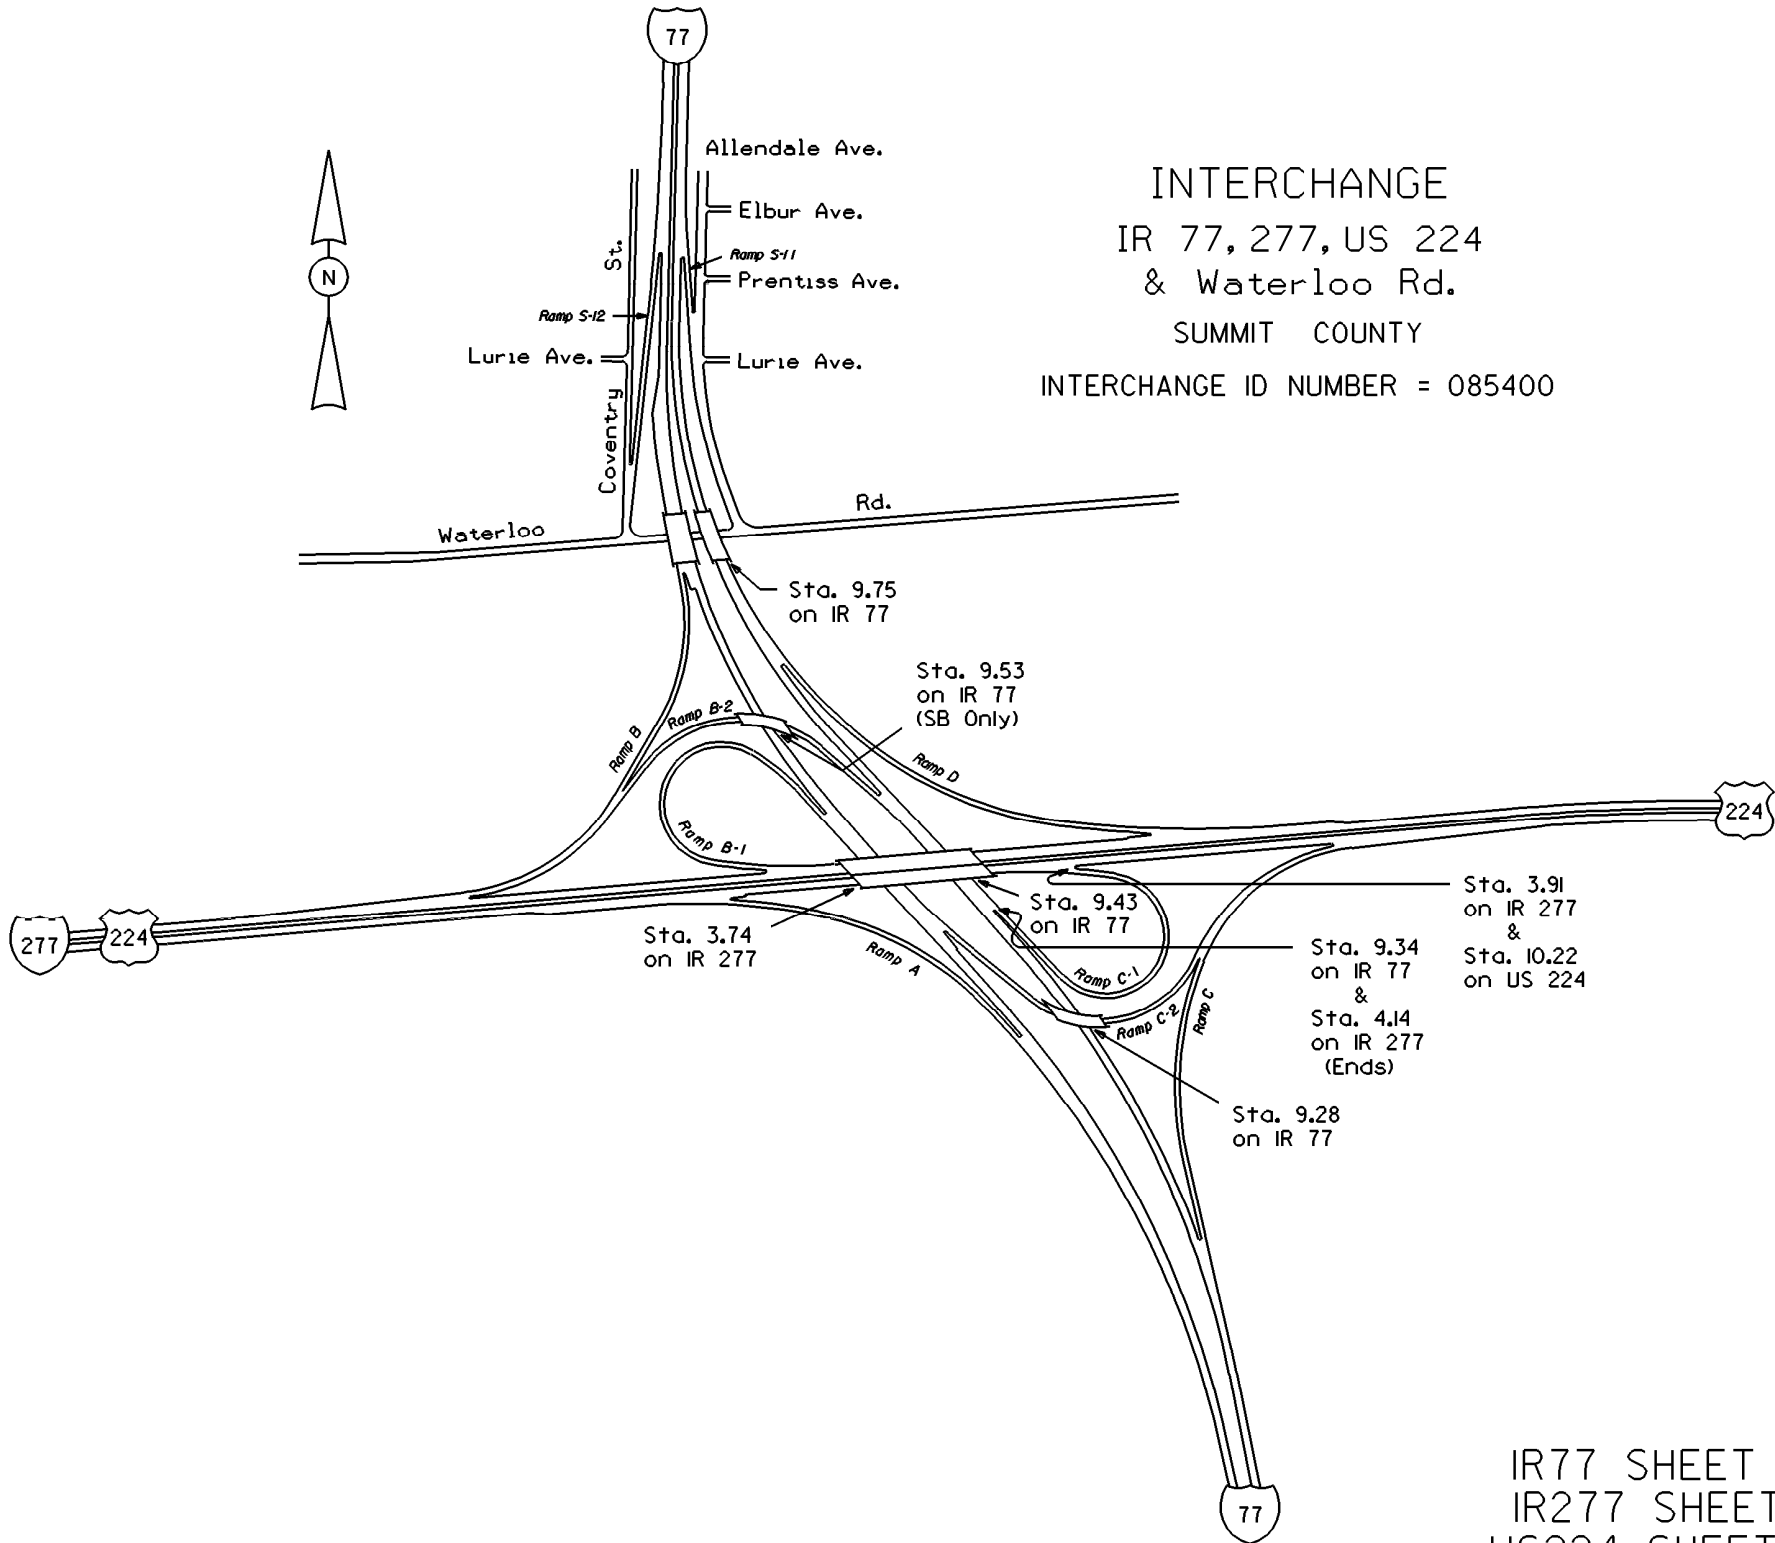 77
Allendale Ave.
Elbur Ave.
Ramp S-11
Prentiss Ave.
St.
Ramp S-12
Lurie Ave.
Lurie Ave.
Coventry
INTERCHANGE
IR 77, 277, US 224
& Waterloo Rd.
SUMMIT COUNTY
INTERCHANGE ID NUMBER = 085400
N
Waterloo
Rd.
Sta. 9.75
on IR 77
Sta. 9.53
on IR 77
(SB Only)
Ramp B-2
Ramp B
Ramp D
Ramp B-1
224
277
224
Sta. 3.74
on IR 277
Ramp A
Sta. 9.43
on IR 77
Ramp C-1
Ramp C-2
Ramp C
Sta. 3.91
on IR 277
&
Sta. 10.22
on US 224
Sta. 9.34
on IR 77
&
Sta. 4.14
on IR 277
(Ends)
Sta. 9.28
on IR 77
77
IR77 SHEET
IR277 SHEET
US224 SHEET